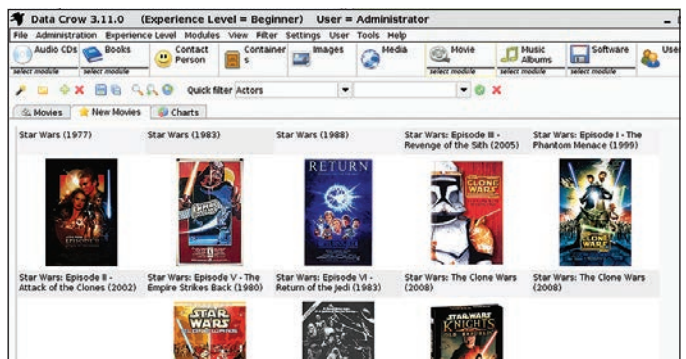 Data Crow 3.11.0 (Experience Level = Beginner) User = Administrator
File Administration Experience Level Modules View Filter Settings User Tools Help
Audio CDs Books Contact Person Container s Images Media Movie Music Albums Software User
select module select module select module select module select module
Quick filter Actors
Movies New Movies Charts
Star Wars (1977) Star Wars (1983) Star Wars (1988) Star Wars: Episode III - Revenge of the Sith (2005) Star Wars: Episode I - The Phantom Menace (1999)
RETURN
CLONE WARS
CLONE WARS
Star Wars: Episode II - Attack of the Clones (2002) Star Wars: Episode V - The Empire Strikes Back (1980) Star Wars: Episode VI - Return of the Jedi (1983) Star Wars: The Clone Wars (2008) Star Wars: The Clone Wars (2008)
STAR WARS
STAR WARS
KNIGHTS